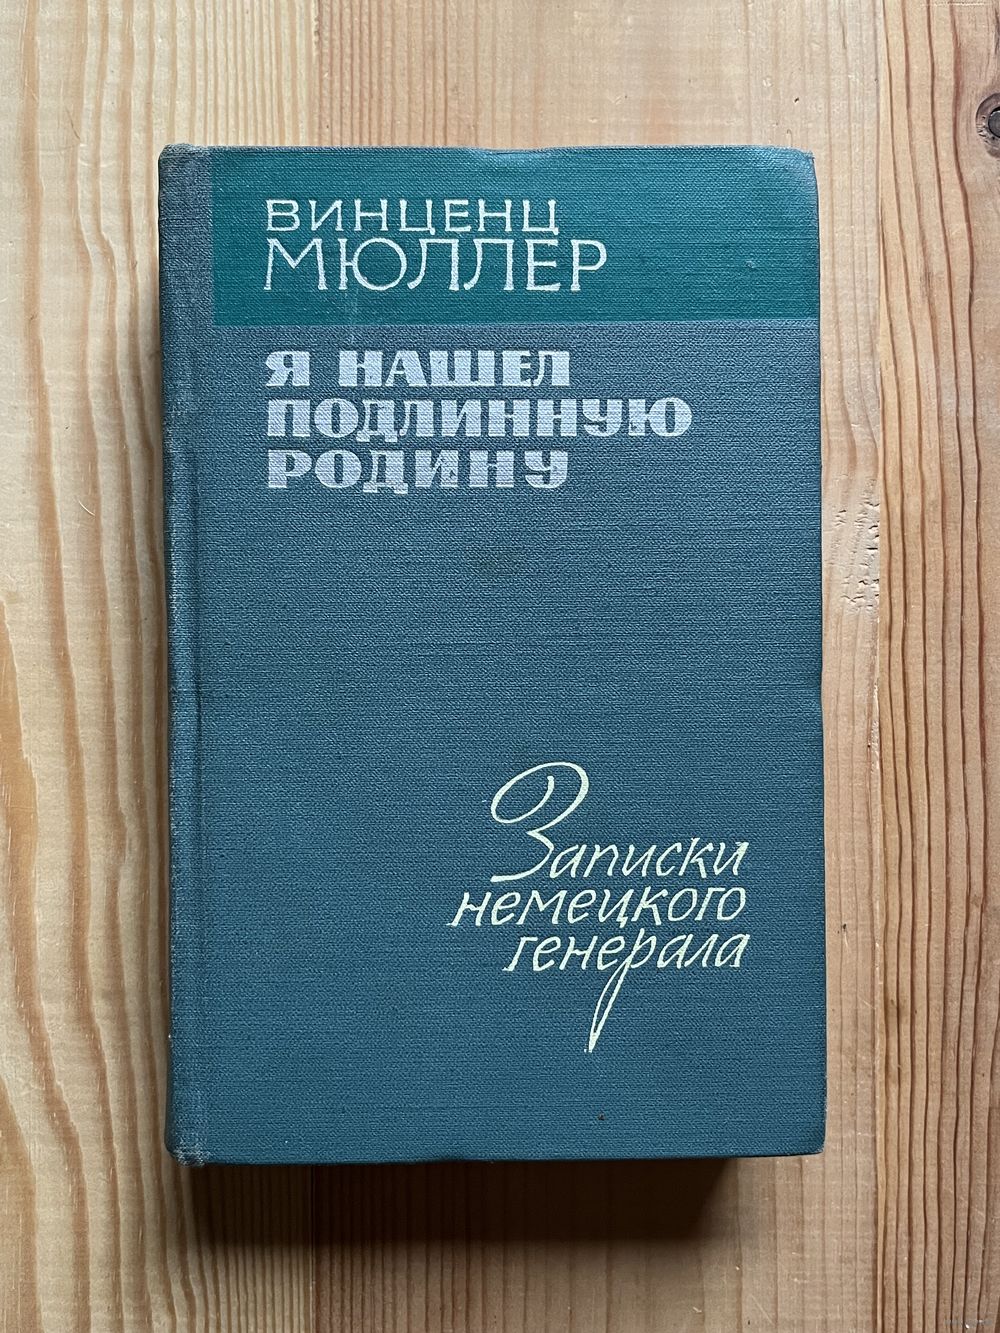 ВИНЦЕНЦ
МЮЛЛЕР
Я НАШЕЛ
ПОДЛИННУЮ
РОДИНУ
Записки
немецкого
генерала